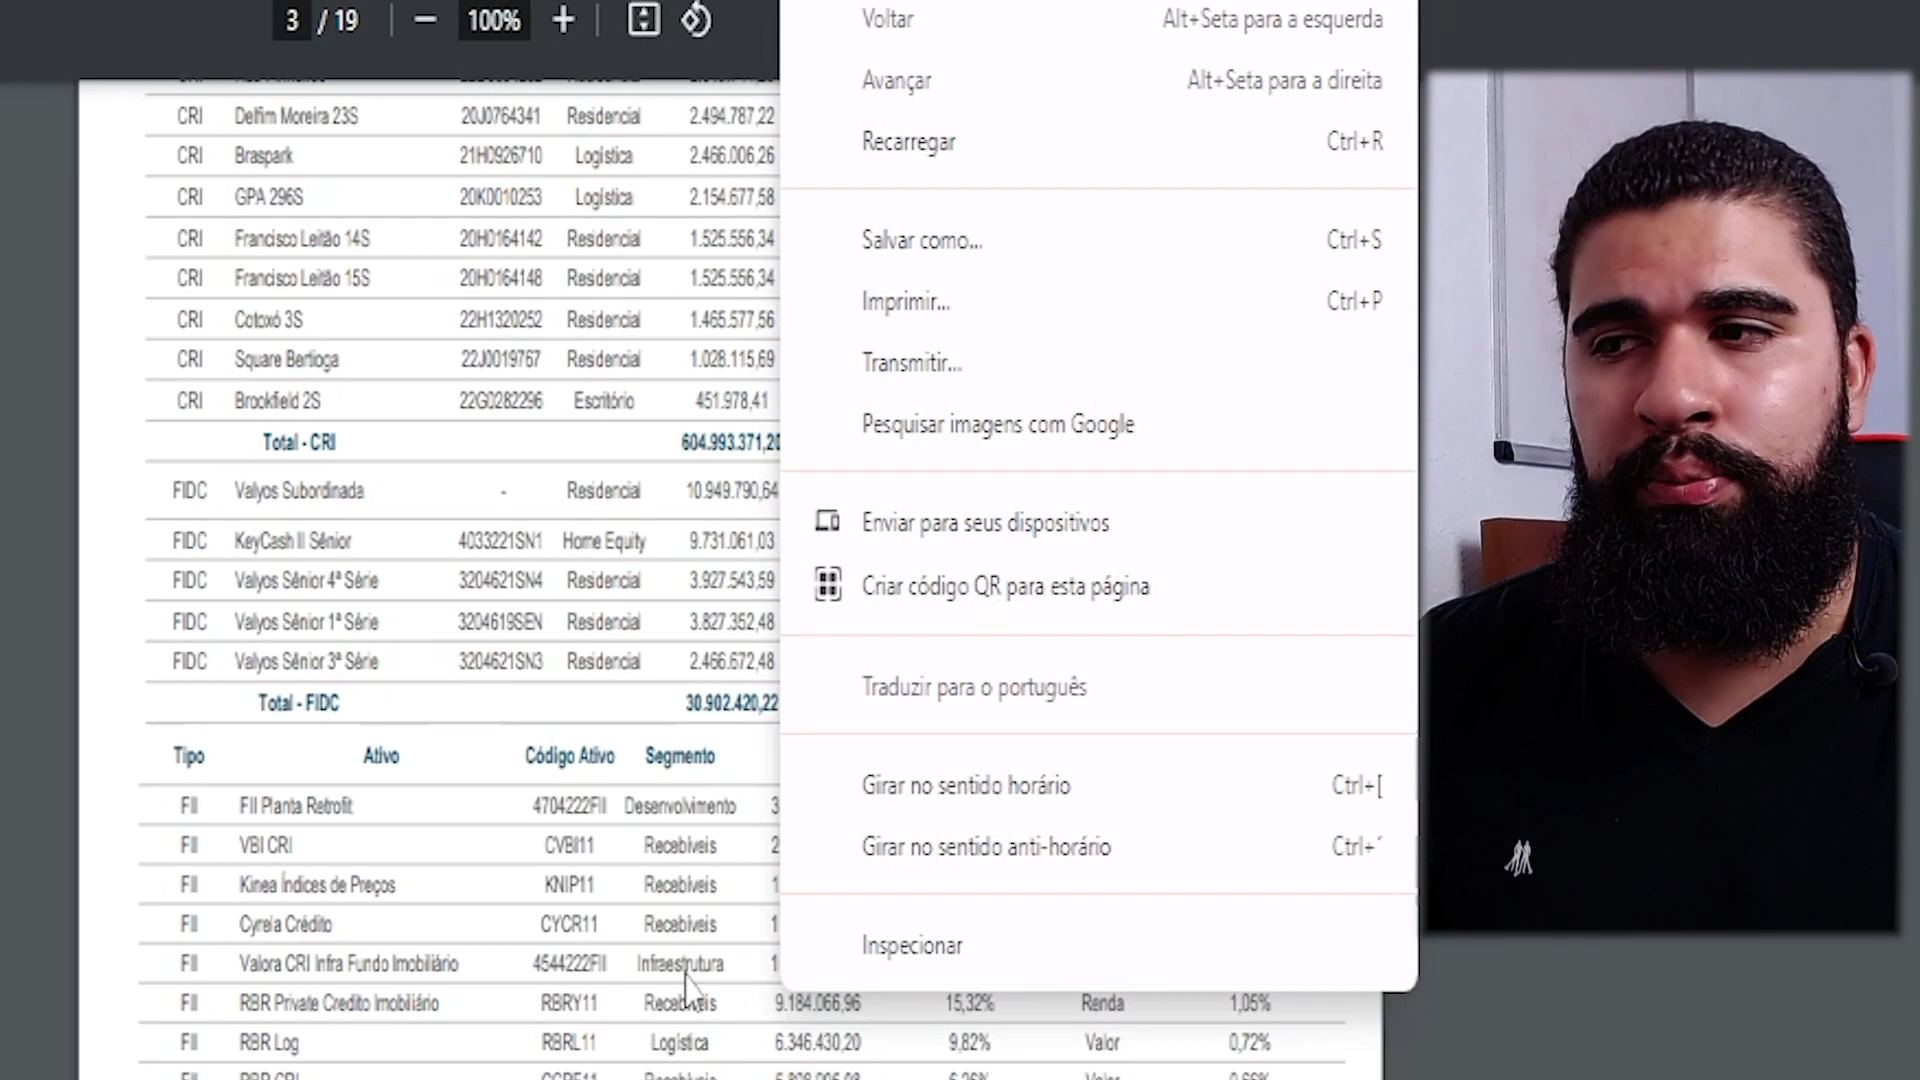 3 / 19 100%
CRI Delfim Moreira 23S 20J0764341 Residencial 2.494.787,22
CRI Braspark 21H0926710 Logística 2.466.006,26
CRI GPA 296S 20K0010253 Logística 2.154.677,58
CRI Francisco Leitão 14S 20H0164142 Residencial 1.525.556,34
CRI Francisco Leitão 15S 20H0164148 Residencial 1.525.556,34
CRI Cotoxó 3S 22H1320252 Residencial 1.465.577,56
CRI Square Bertioga 22J0019767 Residencial 1.028.115,69
CRI Brookfield 2S 22G0282296 Escritório 451.978,41
Total - CRI 604.993.371,20
FIDC Valyos Subordinada - Residencial 10.949.790,64
FIDC KeyCash II Sênior 4033221SN1 Home Equity 9.731.061,03
FIDC Valyos Sênior 4ª Série 3204621SN4 Residencial 3.927.543,59
FIDC Valyos Sênior 1ª Série 3204619SEN Residencial 3.827.352,48
FIDC Valyos Sênior 3ª Série 3204621SN3 Residencial 2.466.672,48
Total - FIDC 30.902.420,22
Tipo Ativo Código Ativo Segmento
FII FII Planta Retrofit 4704222FII Desenvolvimento 3
FII VBI CRI CVBI11 Recebíveis 2
FII Kinea Índices de Preços KNIP11 Recebíveis 1
FII Cyrela Crédito CYCR11 Recebíveis 1
FII Valora CRI Infra Fundo Imobiliário 4544222FII Infraestrutura 1
FII RBR Private Credito Imobiliário RBRY11 Recebíveis 9.184.066,96 15,32% Renda 1,05%
FII RBR Log RBRL11 Logística 6.346.430,20 9,82% Valor 0,72%
Voltar Alt+Seta para a esquerda
Avançar Alt+Seta para a direita
Recarregar Ctrl+R
Salvar como... Ctrl+S
Imprimir... Ctrl+P
Transmitir...
Pesquisar imagens com Google
Enviar para seus dispositivos
Criar código QR para esta página
Traduzir para o português
Girar no sentido horário Ctrl+[
Girar no sentido anti-horário Ctrl+´
Inspecionar